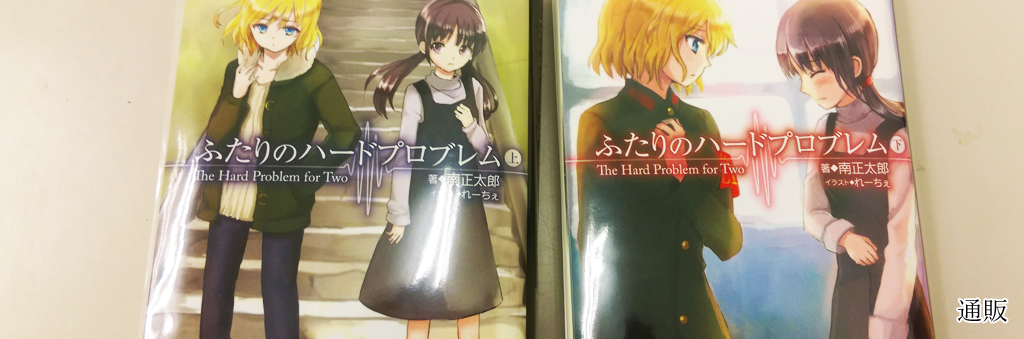 ふたりのハードプロブレム 上
The Hard Problem for Two
著◆南正太郎
れーちぇ
ふたりのハードプロブレム 下
The Hard Problem for Two
著◆南正太郎
イラスト◆れーちぇ
通販